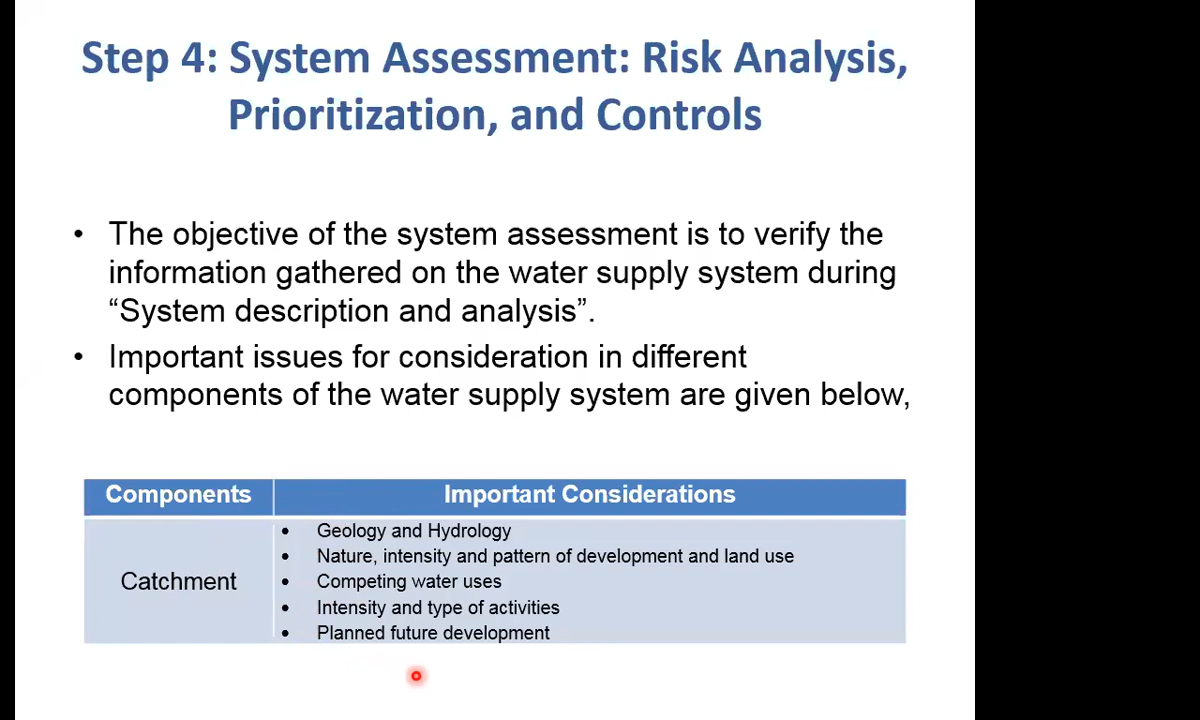 Step 4: System Assessment: Risk Analysis,
Prioritization, and Controls
• The objective of the system assessment is to verify the
information gathered on the water supply system during
“System description and analysis”.
• Important issues for consideration in different
components of the water supply system are given below,
Components Important Considerations
• Geology and Hydrology
• Nature, intensity and pattern of development and land use
Catchment • Competing water uses
• Intensity and type of activities
• Planned future development